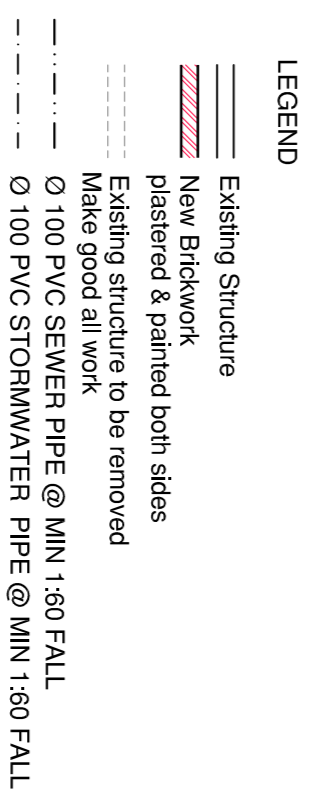 LEGEND
Existing Structure
New Brickwork
plastered & painted both sides
Existing structure to be removed
Make good all work
Ø 100 PVC SEWER PIPE @ MIN 1:60 FALL
Ø 100 PVC STORMWATER PIPE @ MIN 1:60 FALL